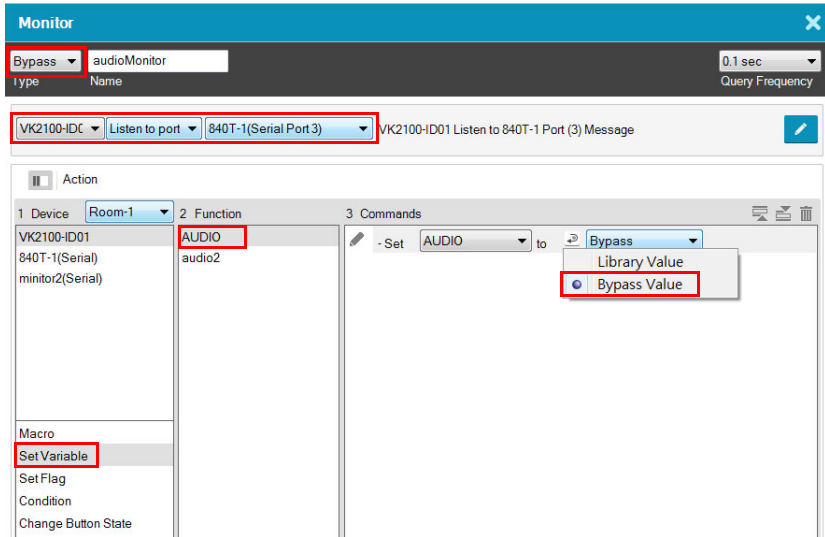 Monitor
Bypass audioMonitor 0.1 sec
Type Name Query Frequency
VK2100-ID0 Listen to port 840T-1(Serial Port 3) VK2100-ID01 Listen to 840T-1 Port (3) Message
Action
1 Device Room-1 2 Function 3 Commands
VK2100-ID01 AUDIO - Set AUDIO to Bypass
840T-1(Serial) audio2 Library Value
minitor2(Serial) Bypass Value
Macro
Set Variable
Set Flag
Condition
Change Button State